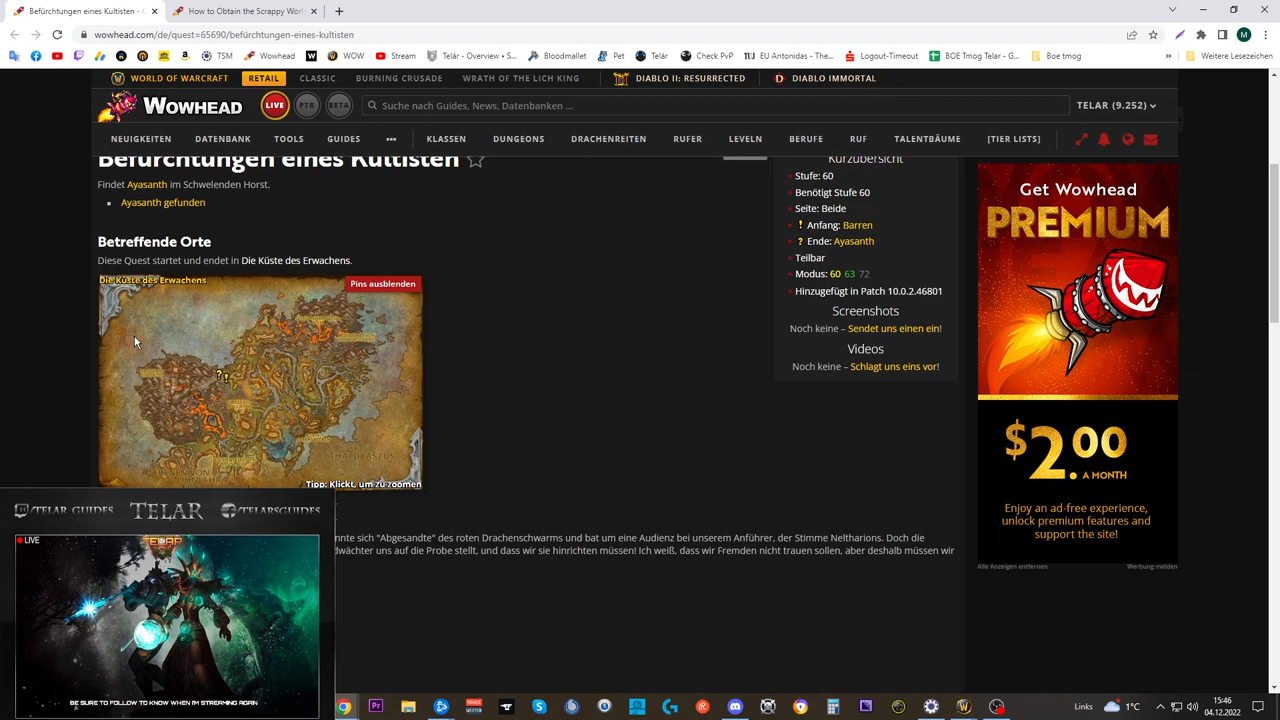 Befürchtungen eines Kultisten - C
How to Obtain the Scrappy Wor
wowhead.com/de/quest=65690/befürchtungen-eines-kultisten
M
TSM
Wowhead
WOW
Stream
Telár - Overview • S...
Bloodmallet
Pet
Telár
Check PvP
EU Antonidas - The...
Logout-Timeout
BOE Tmog Telar - G...
Boe tmog
»
Weitere Lesezeichen
WORLD OF WARCRAFT
RETAIL
CLASSIC
BURNING CRUSADE
WRATH OF THE LICH KING
DIABLO II: RESURRECTED
DIABLO IMMORTAL
WOWHEAD
LIVE
PTR
BETA
Suche nach Guides, News, Datenbanken ...
TELAR (9.252)
NEUIGKEITEN
DATENBANK
TOOLS
GUIDES
•••
KLASSEN
DUNGEONS
DRACHENREITEN
RUFER
LEVELN
BERUFE
RUF
TALENTBÄUME
[TIER LISTS]
Befürchtungen eines Kultisten
Findet Ayasanth im Schwelenden Horst.
Ayasanth gefunden
Betreffende Orte
Diese Quest startet und endet in Die Küste des Erwachens.
Die Küste des Erwachens
Pins ausblenden
THALDRASZUS
Tipp: Klickt, um zu zoomen
Kurzübersicht
Stufe: 60
Benötigt Stufe 60
Seite: Beide
! Anfang: Barren
? Ende: Ayasanth
Teilbar
Modus: 60 63 72
Hinzugefügt in Patch 10.0.2.46801
Screenshots
Noch keine – Sendet uns einen ein!
Videos
Noch keine – Schlagt uns eins vor!
Get Wowhead
PREMIUM
$2.00
A MONTH
Enjoy an ad-free experience,
unlock premium features and
support the site!
Alle Anzeigen entfernen
Werbung melden
nnte sich "Abgesandte" des roten Drachenschwarms und bat um eine Audienz bei unserem Anführer, der Stimme Neltharions. Doch die
dwächter uns auf die Probe stellt, und dass wir sie hinrichten müssen! Ich weiß, dass wir Fremden nicht trauen sollen, aber deshalb müssen wir
/TELAR GUIDES
TELAR
/TELARSGUIDES
LIVE
TELAR
BE SURE TO FOLLOW TO KNOW WHEN I'M STREAMING AGAIN
Links
1°C
15:46
04.12.2022